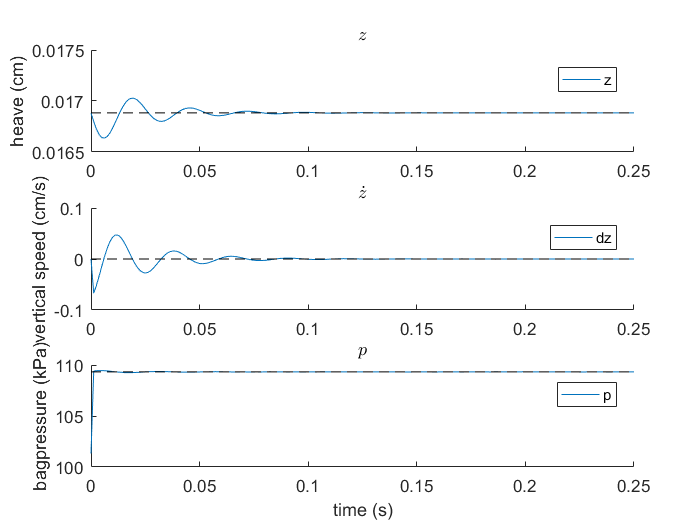 z
0.0175
0.017
0.0165
heave (cm)
z
0 0.05 0.1 0.15 0.2 0.25
ż
0.1
0
-0.1
vertical speed (cm/s)
dz
0 0.05 0.1 0.15 0.2 0.25
p
110
105
100
bagpressure (kPa)
p
0 0.05 0.1 0.15 0.2 0.25
time (s)